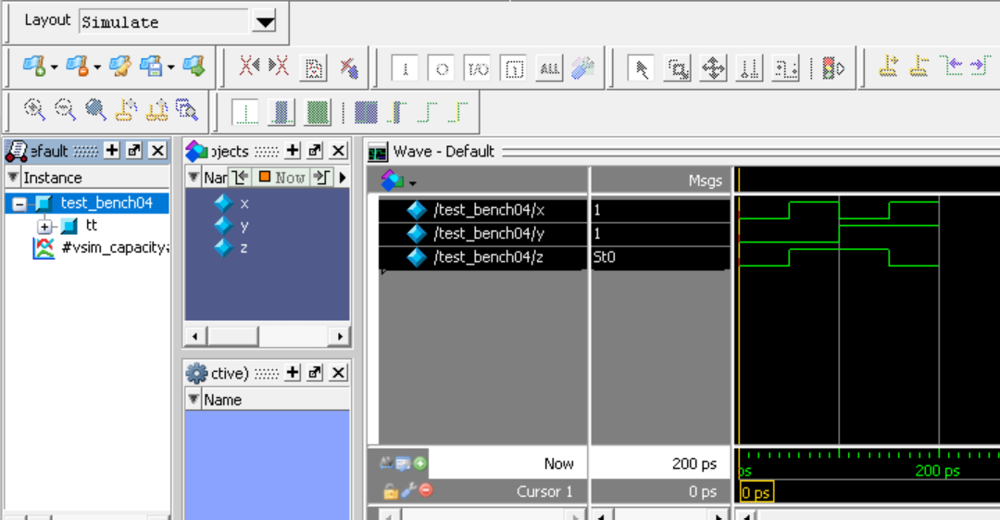 Layout Simulate
I O I/O ALL
efault
Instance
test_bench04
tt
#vsim_capacity
ojects
Nar Now
x
y
z
ctive)
Name
Wave - Default
Msgs
/test_bench04/x 1
/test_bench04/y 1
/test_bench04/z St0
Now 200 ps
ps 200 ps
Cursor 1 0 ps
0 ps